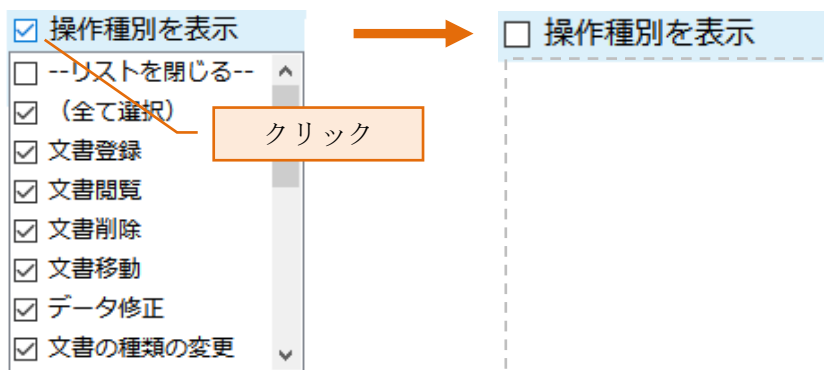 操作種別を表示
--リストを閉じる--
（全て選択）
文書登録
文書閲覧
文書削除
文書移動
データ修正
文書の種類の変更
クリック
操作種別を表示